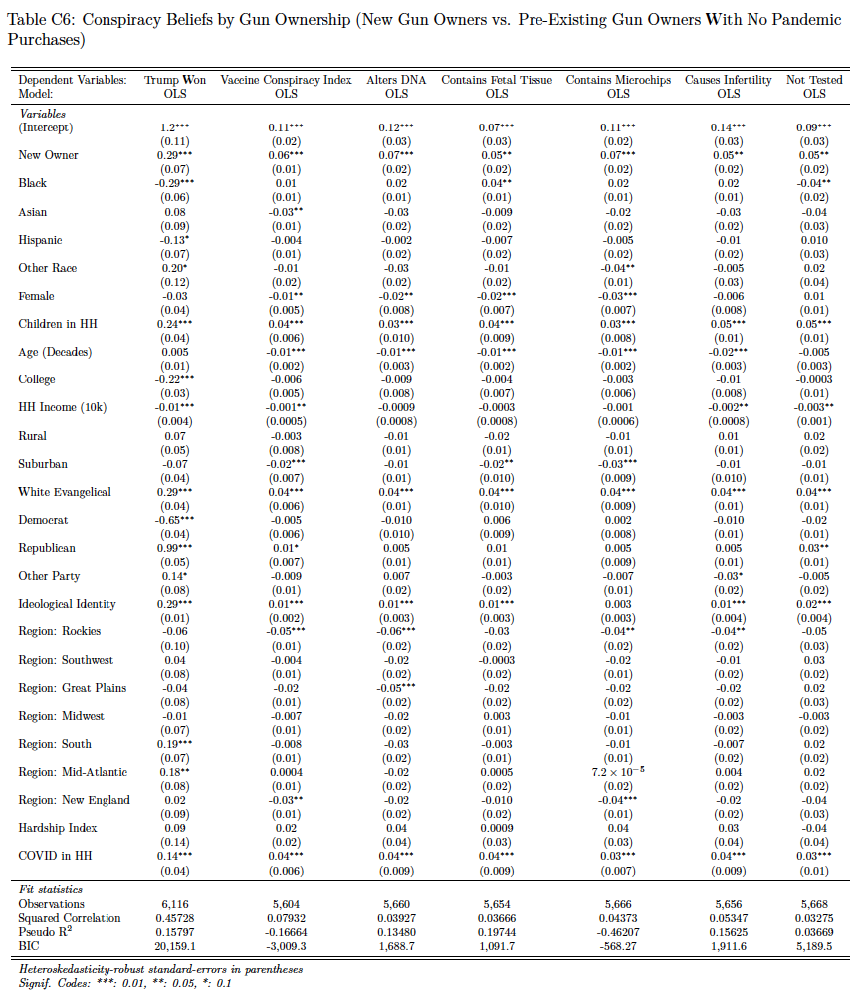 Table C6: Conspiracy Beliefs by Gun Ownership (New Gun Owners vs. Pre-Existing Gun Owners With No Pandemic
Purchases)
Dependent Variables: Trump Won Vaccine Conspiracy Index Alters DNA Contains Fetal Tissue Contains Microchips Causes Infertility Not Tested
Model: OLS OLS OLS OLS OLS OLS OLS
Variables
(Intercept) 1.2*** 0.11*** 0.12*** 0.07*** 0.11*** 0.14*** 0.09***
(0.11) (0.02) (0.03) (0.03) (0.02) (0.03) (0.03)
New Owner 0.29*** 0.06*** 0.07*** 0.05** 0.07*** 0.05** 0.05**
(0.07) (0.01) (0.02) (0.02) (0.02) (0.02) (0.02)
Black -0.29*** 0.01 0.02 0.04** 0.02 0.02 -0.04**
(0.06) (0.01) (0.01) (0.01) (0.01) (0.01) (0.02)
Asian 0.08 -0.03** -0.03 -0.009 -0.02 -0.03 -0.04
(0.09) (0.01) (0.02) (0.02) (0.02) (0.02) (0.03)
Hispanic -0.13* -0.004 -0.002 -0.007 -0.005 -0.01 0.010
(0.07) (0.01) (0.02) (0.02) (0.01) (0.02) (0.03)
Other Race 0.20* -0.01 -0.03 -0.01 -0.04** -0.005 0.02
(0.12) (0.02) (0.02) (0.02) (0.01) (0.03) (0.04)
Female -0.03 -0.01** -0.02** -0.02*** -0.03*** -0.006 0.01
(0.04) (0.005) (0.008) (0.007) (0.007) (0.008) (0.01)
Children in HH 0.24*** 0.04*** 0.03*** 0.04*** 0.03*** 0.05*** 0.05***
(0.04) (0.006) (0.010) (0.009) (0.008) (0.01) (0.01)
Age (Decades) 0.005 -0.01*** -0.01*** -0.01*** -0.01*** -0.02*** -0.005
(0.01) (0.002) (0.003) (0.002) (0.002) (0.003) (0.003)
College -0.22*** -0.006 -0.009 -0.004 -0.003 -0.01 -0.0003
(0.03) (0.005) (0.008) (0.007) (0.006) (0.008) (0.01)
HH Income (10k) -0.01*** -0.001** -0.0009 -0.0003 -0.001 -0.002** -0.003**
(0.004) (0.0005) (0.0008) (0.0008) (0.0006) (0.0008) (0.001)
Rural 0.07 -0.003 -0.01 -0.02 -0.01 0.01 0.02
(0.05) (0.008) (0.01) (0.01) (0.01) (0.01) (0.02)
Suburban -0.07 -0.02*** -0.01 -0.02** -0.03*** -0.01 -0.01
(0.04) (0.007) (0.01) (0.010) (0.009) (0.010) (0.01)
White Evangelical 0.29*** 0.04*** 0.04*** 0.04*** 0.04*** 0.04*** 0.04***
(0.04) (0.006) (0.01) (0.010) (0.009) (0.01) (0.01)
Democrat -0.65*** -0.005 -0.010 0.006 0.002 -0.010 -0.02
(0.04) (0.006) (0.010) (0.009) (0.008) (0.01) (0.01)
Republican 0.99*** 0.01* 0.005 0.01 0.005 0.005 0.03**
(0.05) (0.007) (0.01) (0.01) (0.009) (0.01) (0.01)
Other Party 0.14* -0.009 0.007 -0.003 -0.007 -0.03* -0.005
(0.08) (0.01) (0.02) (0.02) (0.01) (0.02) (0.02)
Ideological Identity 0.29*** 0.01*** 0.01*** 0.01*** 0.003 0.01*** 0.02***
(0.01) (0.002) (0.003) (0.003) (0.003) (0.004) (0.004)
Region: Rockies -0.06 -0.05*** -0.06*** -0.03 -0.04** -0.04** -0.05
(0.10) (0.01) (0.02) (0.02) (0.02) (0.02) (0.03)
Region: Southwest 0.04 -0.004 -0.02 -0.0003 -0.02 -0.01 0.03
(0.08) (0.01) (0.02) (0.02) (0.01) (0.02) (0.02)
Region: Great Plains -0.04 -0.02 -0.05*** -0.02 -0.02 -0.02 0.02
(0.08) (0.01) (0.02) (0.02) (0.02) (0.02) (0.03)
Region: Midwest -0.01 -0.007 -0.02 0.003 -0.01 -0.003 -0.003
(0.07) (0.01) (0.02) (0.01) (0.01) (0.02) (0.02)
Region: South 0.19*** -0.008 -0.03 -0.003 -0.01 -0.007 0.02
(0.07) (0.01) (0.02) (0.01) (0.01) (0.02) (0.02)
Region: Mid-Atlantic 0.18** 0.0004 -0.02 0.0005 7.2 × 10⁻⁵ 0.004 0.02
(0.08) (0.01) (0.02) (0.02) (0.02) (0.02) (0.02)
Region: New England 0.02 -0.03** -0.02 -0.010 -0.04*** -0.02 -0.04
(0.09) (0.01) (0.02) (0.02) (0.01) (0.02) (0.03)
Hardship Index 0.09 0.02 0.04 0.0009 0.04 0.03 -0.04
(0.14) (0.02) (0.04) (0.03) (0.03) (0.04) (0.04)
COVID in HH 0.14*** 0.04*** 0.04*** 0.04*** 0.03*** 0.04*** 0.03***
(0.04) (0.006) (0.009) (0.009) (0.007) (0.009) (0.01)
Fit statistics
Observations 6,116 5,604 5,660 5,654 5,666 5,656 5,668
Squared Correlation 0.45728 0.07932 0.03927 0.03666 0.04373 0.05347 0.03275
Pseudo R² 0.15797 -0.16664 0.13480 0.19744 -0.46207 0.15625 0.03669
BIC 20,159.1 -3,009.3 1,688.7 1,091.7 -568.27 1,911.6 5,189.5
Heteroskedasticity-robust standard-errors in parentheses
Signif. Codes: ***: 0.01, **: 0.05, *: 0.1